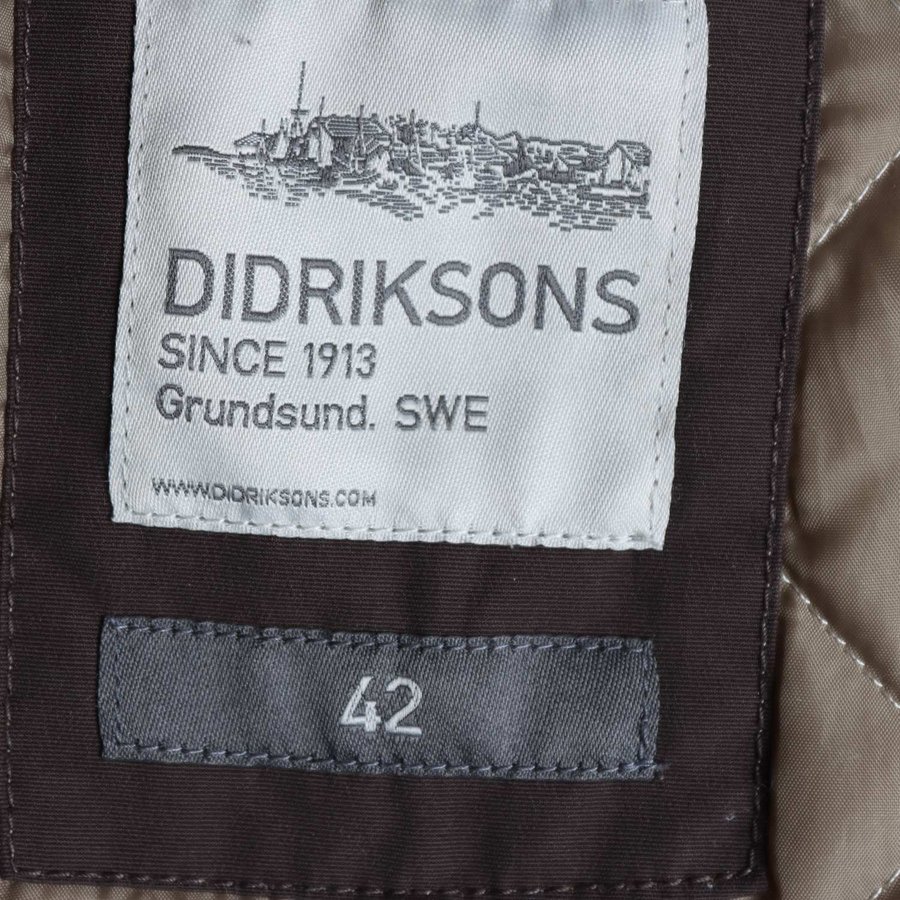 DIDRIKSONS
SINCE 1913
Grundsund. SWE
WWW.DIDRIKSONS.COM
42